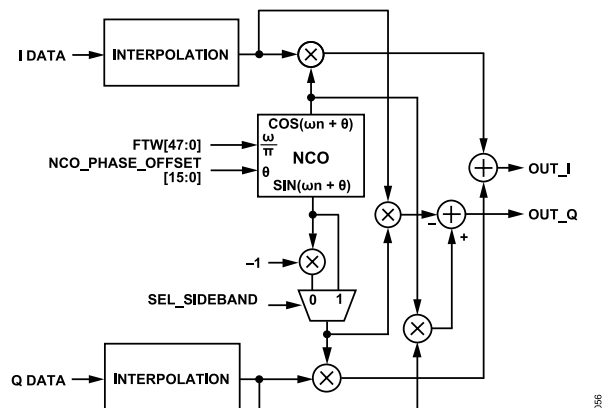 I DATA
INTERPOLATION
COS(ωn + θ)
FTW[47:0]
ω
π
NCO
NCO_PHASE_OFFSET
[15:0]
θ
SIN(ωn + θ)
OUT_I
OUT_Q
–
+
–1
0 1
SEL_SIDEBAND
Q DATA
INTERPOLATION